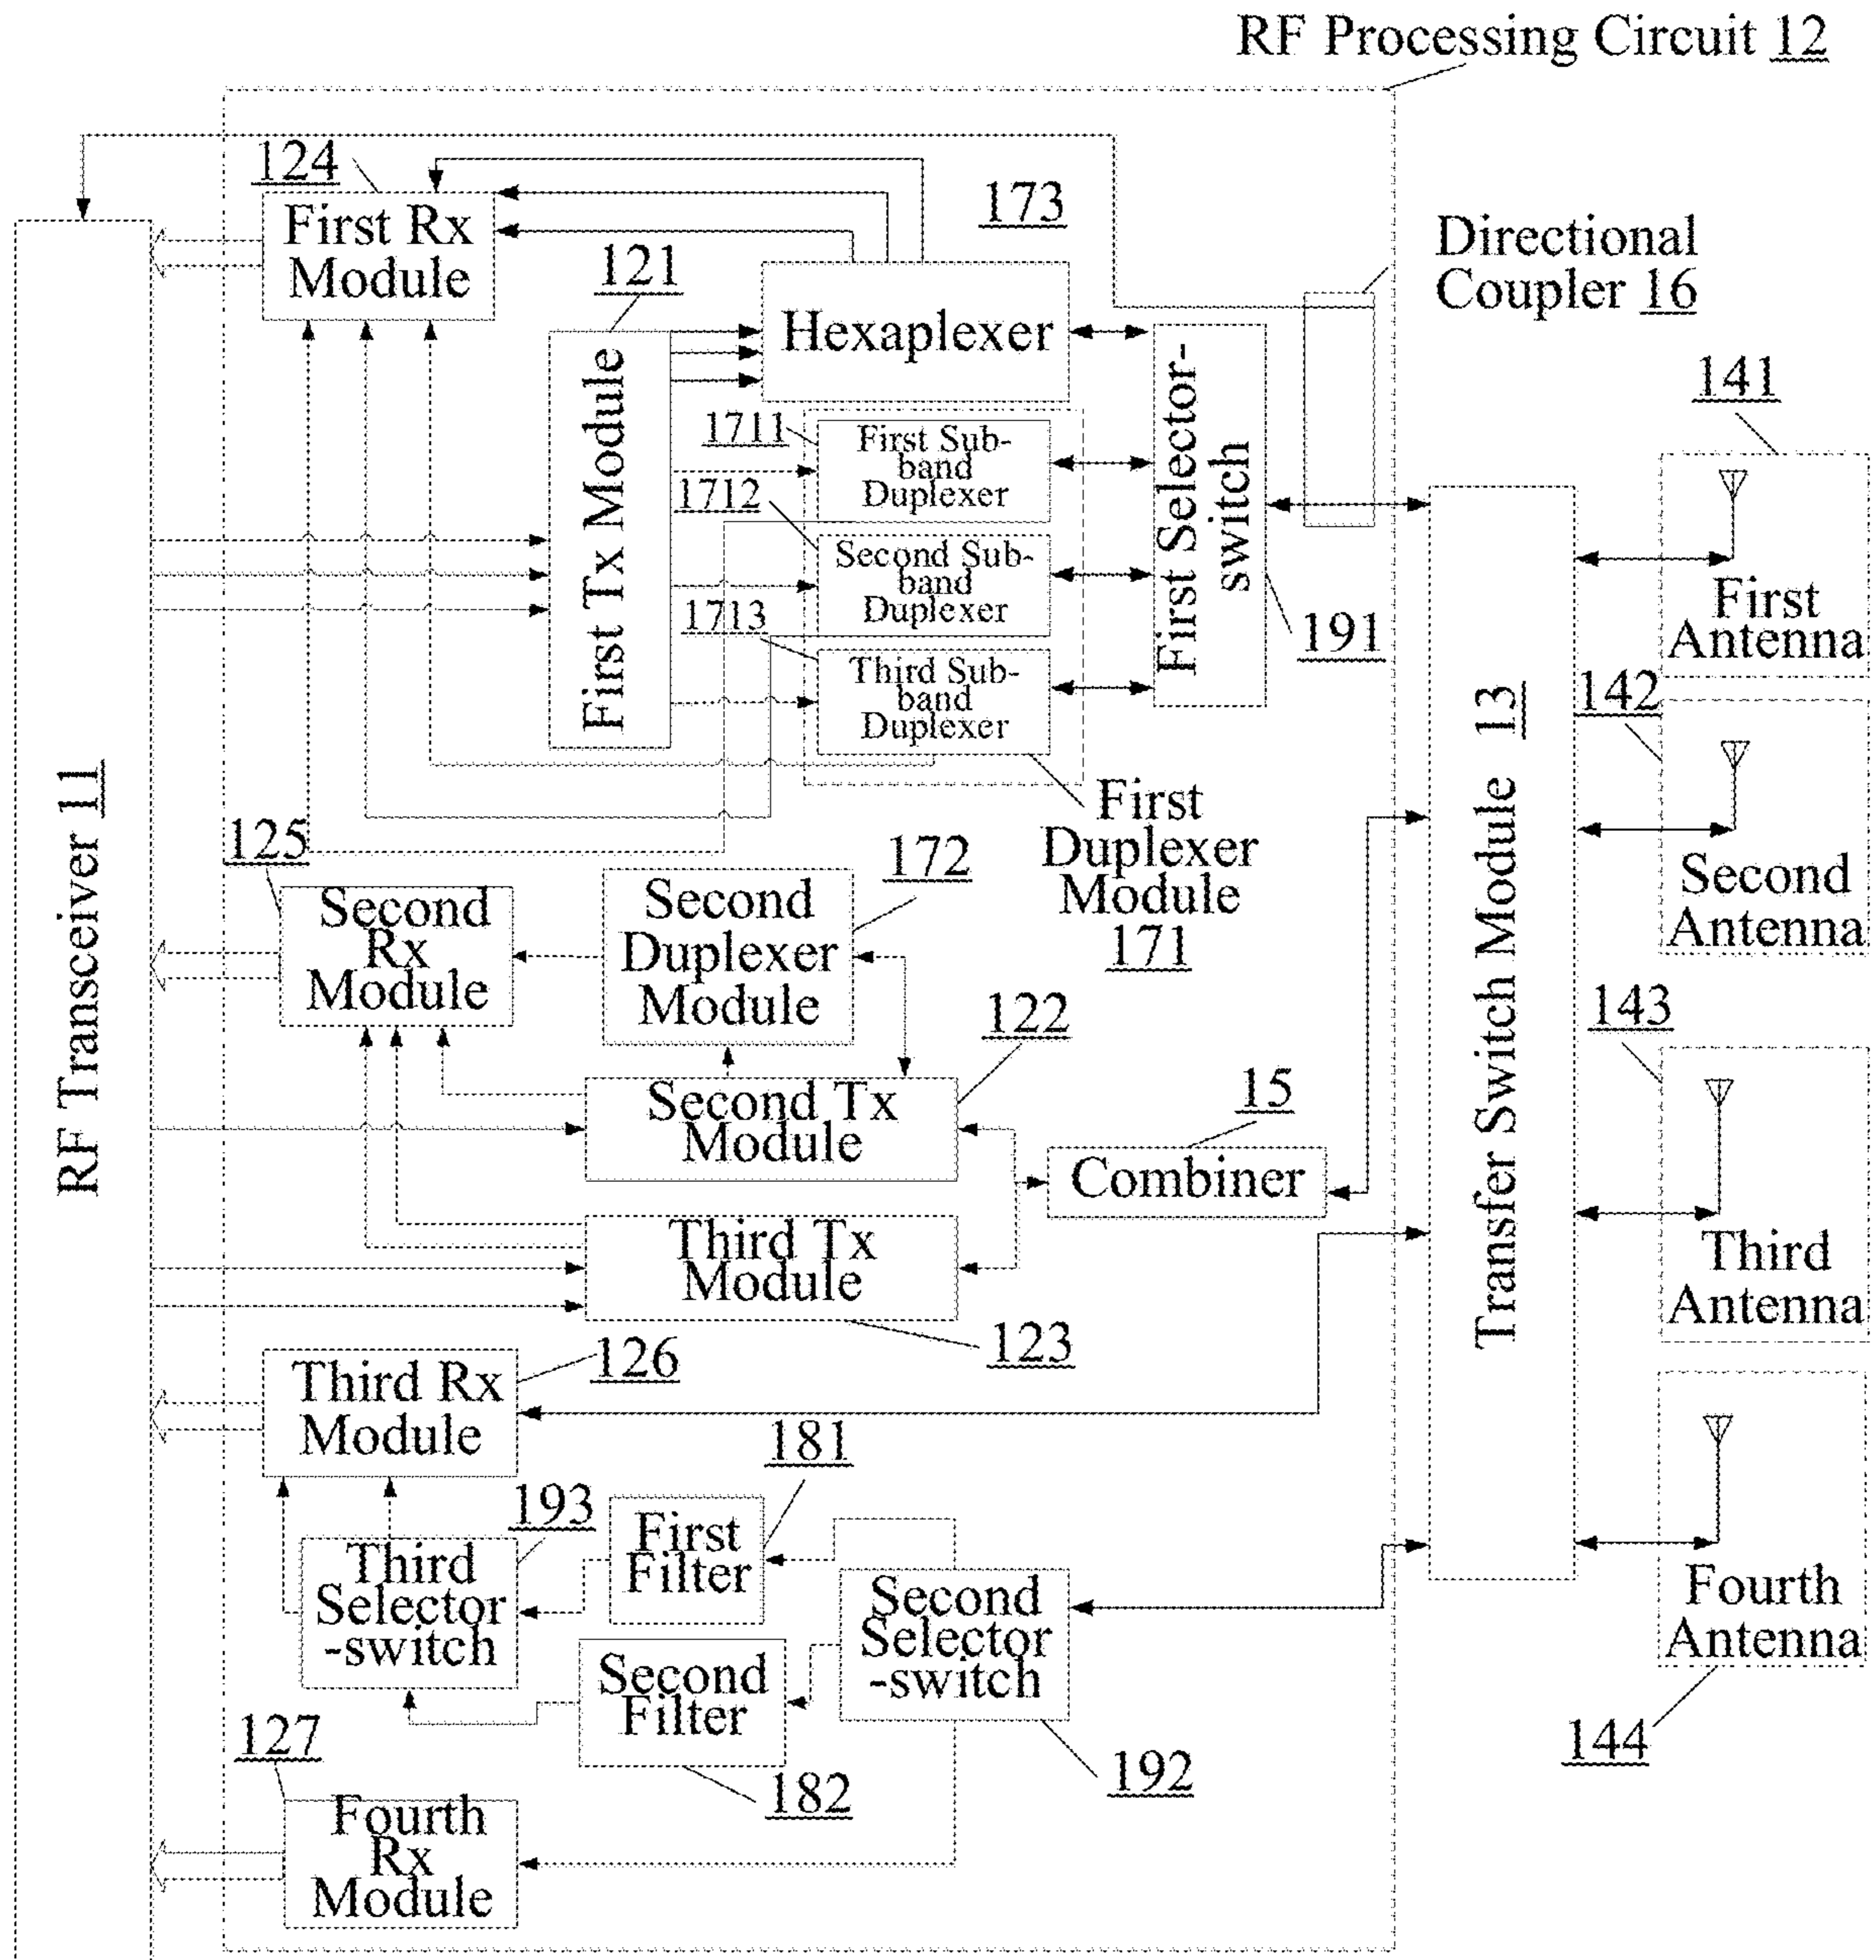 RF Processing Circuit 12
124
First Rx
Module
173
121
Hexaplexer
Directional
Coupler 16
141
First Tx Module
1711
First Sub-
band
Duplexer
1712
Second Sub-
band
Duplexer
1713
Third Sub-
band
Duplexer
First Selector-
switch
191
First
Antenna
142
Second
Antenna
First
Duplexer
Module
171
RF Transceiver 11
Transfer Switch Module 13
125
Second
Rx
Module
Second
Duplexer
Module
172
122
143
Second Tx
Module
15
Combiner
Third Tx
Module
123
Third
Antenna
126
Third Rx
Module
181
193
First
Filter
Third
Selector
-switch
Second
Selector
-switch
Second
Filter
Fourth
Antenna
144
127
182
192
Fourth
Rx
Module